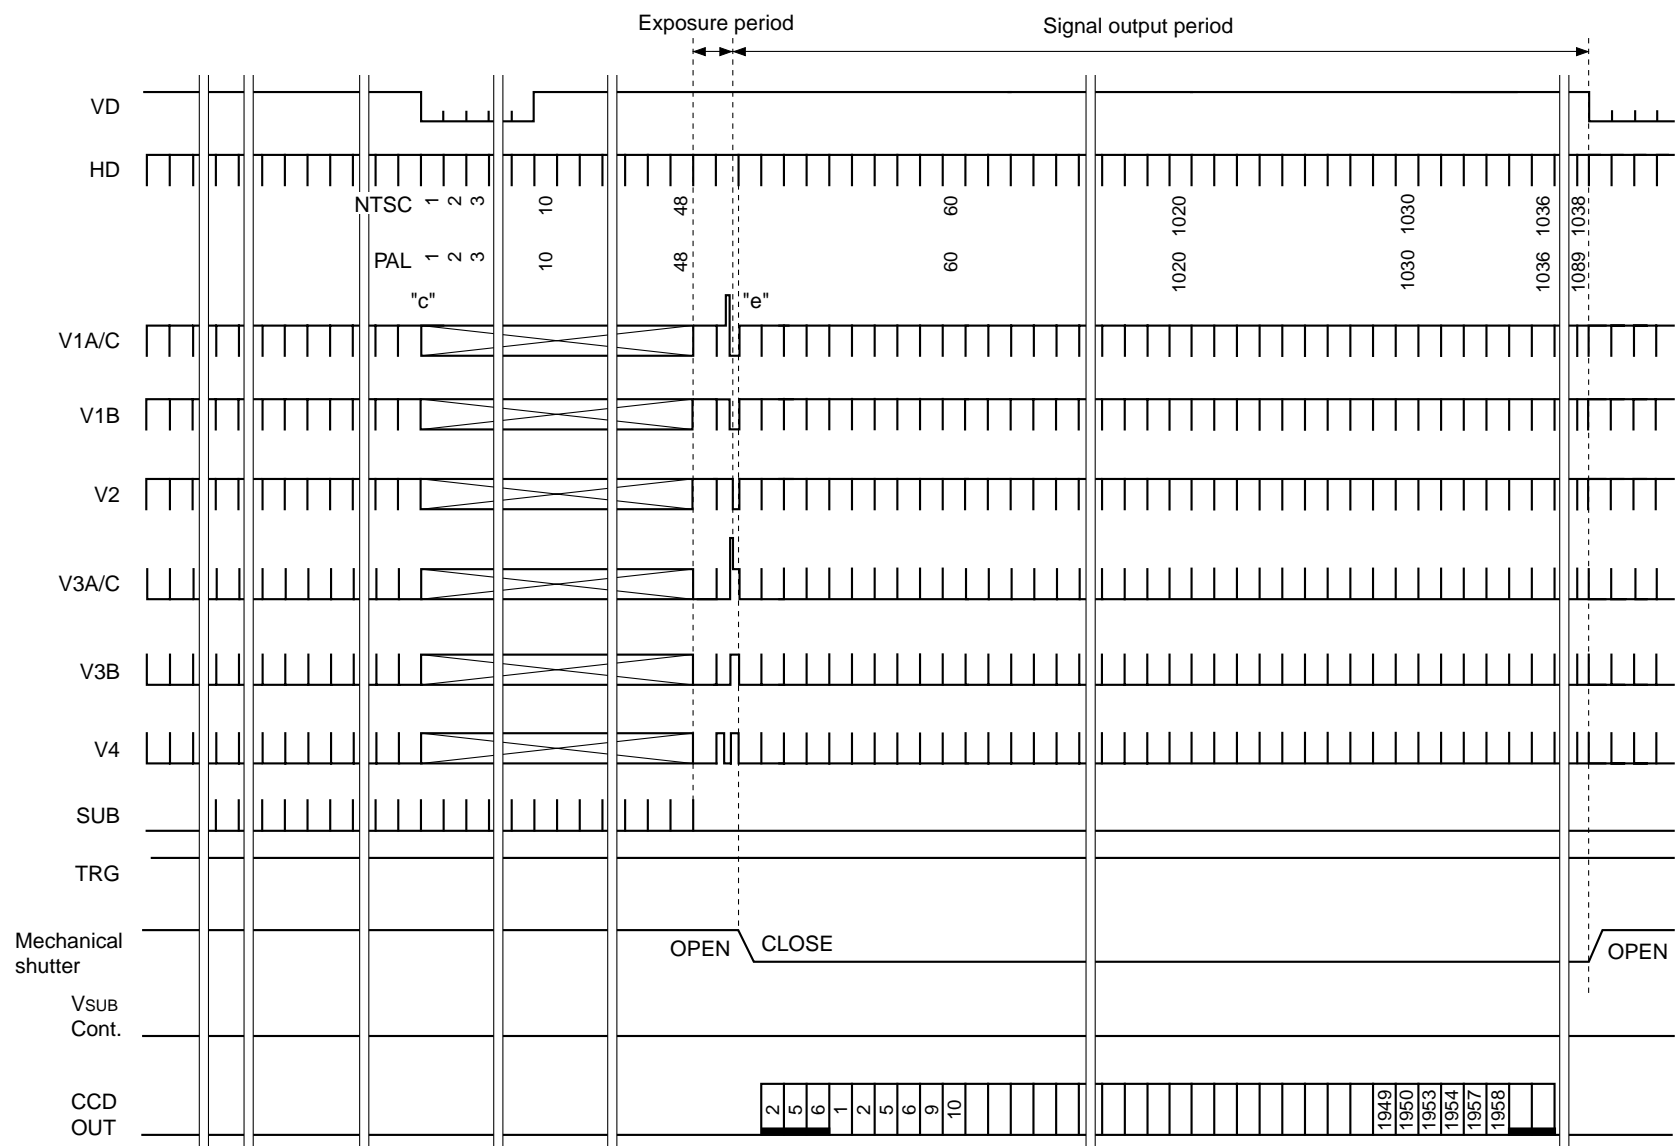 Exposure period
Signal output period
VD
HD
NTSC 1 2 3 10 48 60 1020 1030 1036 1038
PAL 1 2 3 10 48 60 1020 1030 1036 1089
"c" "e"
V1A/C
V1B
V2
V3A/C
V3B
V4
SUB
TRG
Mechanical
shutter
OPEN CLOSE OPEN
VSUB
Cont.
CCD
OUT
2 5 6 1 2 5 6 9 10 1949 1950 1953 1954 1957 1958